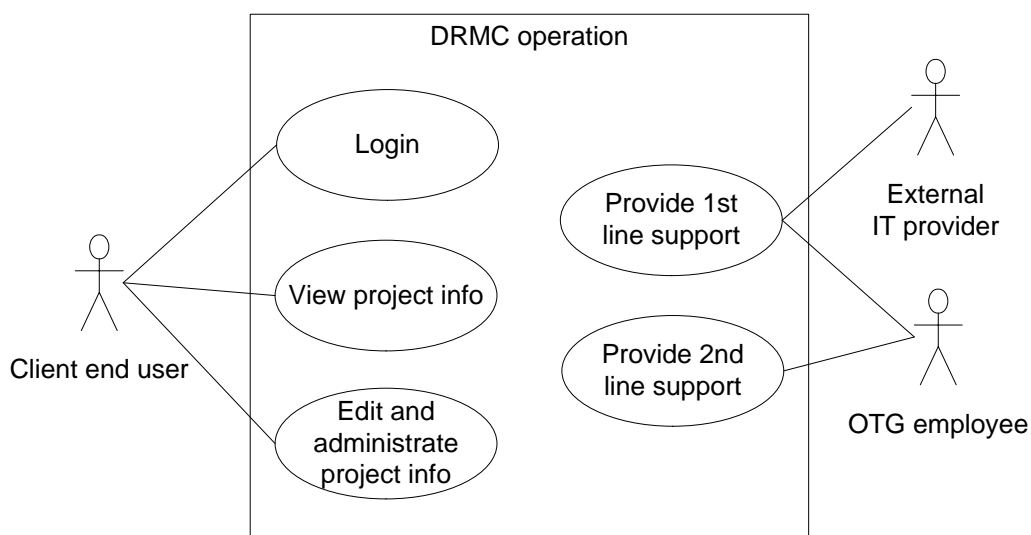 DRMC operation
Login
Provide 1st
line support
External
IT provider
View project info
Client end user
Provide 2nd
line support
OTG employee
Edit and
administrate
project info